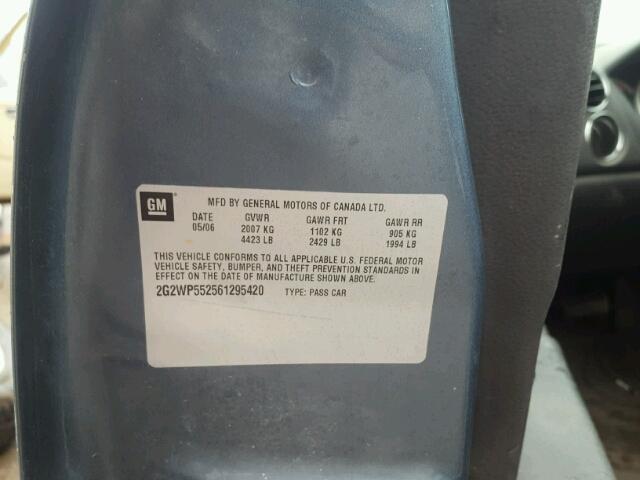 GM MFD BY GENERAL MOTORS OF CANADA LTD.
DATE GVWR GAWR FRT GAWR RR
05/06 2007 KG 1102 KG 905 KG
4423 LB 2429 LB 1994 LB
THIS VEHICLE CONFORMS TO ALL APPLICABLE U.S. FEDERAL MOTOR
VEHICLE SAFETY, BUMPER, AND THEFT PREVENTION STANDARDS IN
EFFECT ON THE DATE OF MANUFACTURE SHOWN ABOVE.
2G2WP552561295420 TYPE: PASS CAR